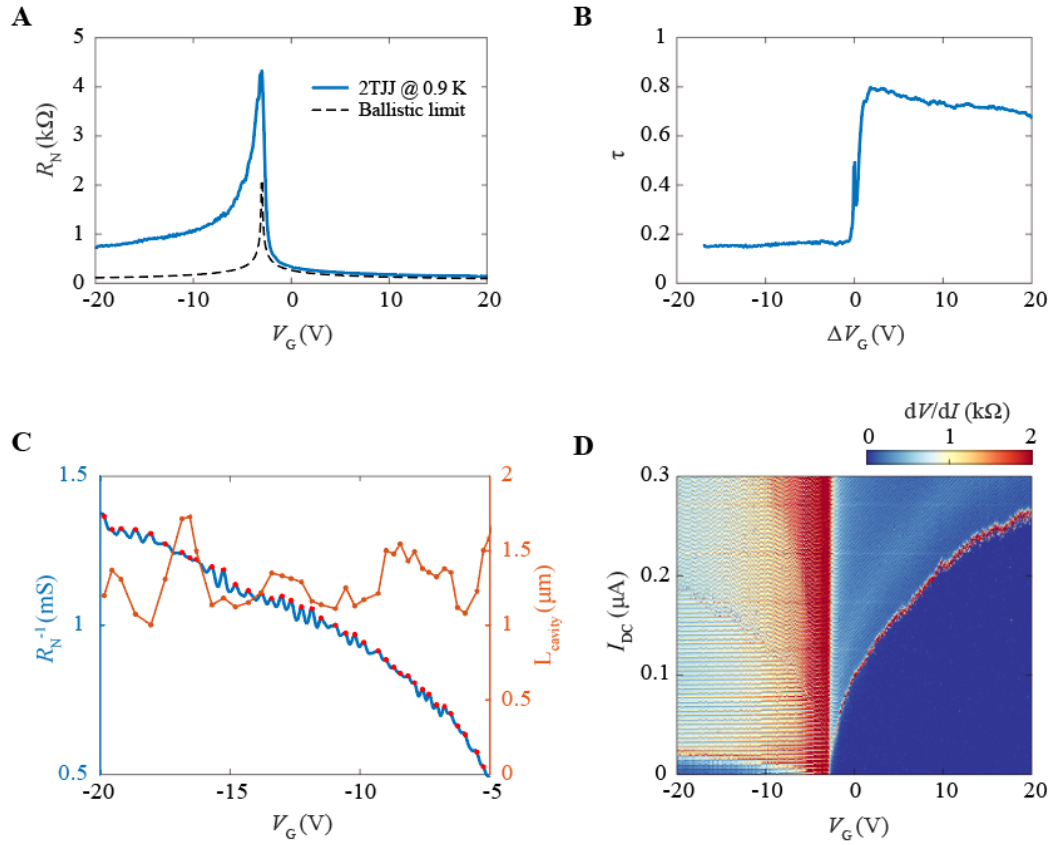 A
5
4
3
2
1
0
R_N (kΩ)
2TJJ @ 0.9 K
Ballistic limit
-20 -10 0 10 20
V_G (V)
B
1
0.8
0.6
0.4
0.2
0
τ
-20 -10 0 10 20
ΔV_G (V)
C
1.5
1
0.5
R_N⁻¹ (mS)
2
1.5
1
0.5
0
L_cavity (μm)
-20 -15 -10 -5
V_G (V)
D
dV/dI (kΩ)
0 1 2
0.3
0.2
0.1
0
I_DC (μA)
-20 -10 0 10 20
V_G (V)